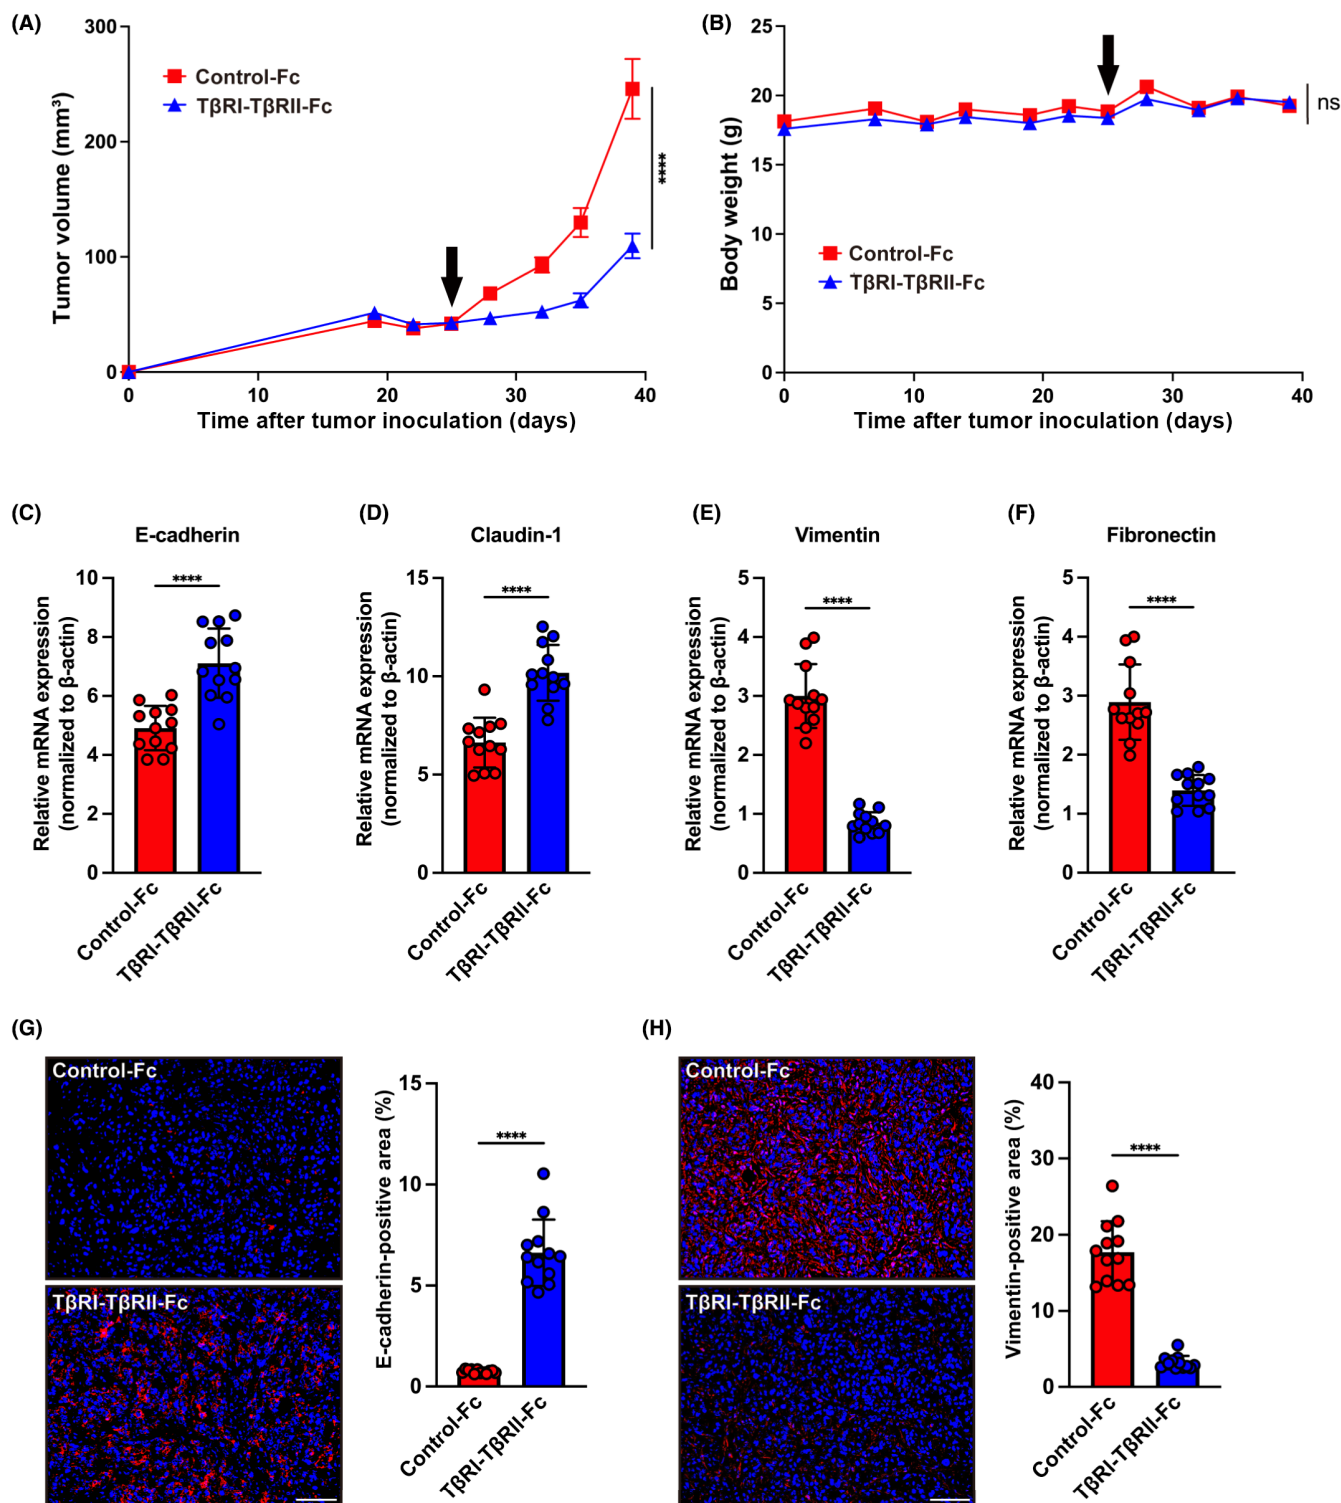 (A)
300
200
100
0
Tumor volume (mm³)
Control-Fc
TβRI-TβRII-Fc
****
0 10 20 30 40
Time after tumor inoculation (days)
(B)
25
20
15
10
5
0
Body weight (g)
ns
Control-Fc
TβRI-TβRII-Fc
0 10 20 30 40
Time after tumor inoculation (days)
(C)
E-cadherin
Relative mRNA expression
(normalized to β-actin)
10
8
6
4
2
0
****
Control-Fc
TβRI-TβRII-Fc
(D)
Claudin-1
Relative mRNA expression
(normalized to β-actin)
15
10
5
0
****
Control-Fc
TβRI-TβRII-Fc
(E)
Vimentin
Relative mRNA expression
(normalized to β-actin)
5
4
3
2
1
0
****
Control-Fc
TβRI-TβRII-Fc
(F)
Fibronectin
Relative mRNA expression
(normalized to β-actin)
5
4
3
2
1
0
****
Control-Fc
TβRI-TβRII-Fc
(G)
Control-Fc
TβRI-TβRII-Fc
E-cadherin-positive area (%)
15
10
5
0
****
Control-Fc
TβRI-TβRII-Fc
(H)
Control-Fc
TβRI-TβRII-Fc
Vimentin-positive area (%)
40
30
20
10
0
****
Control-Fc
TβRI-TβRII-Fc